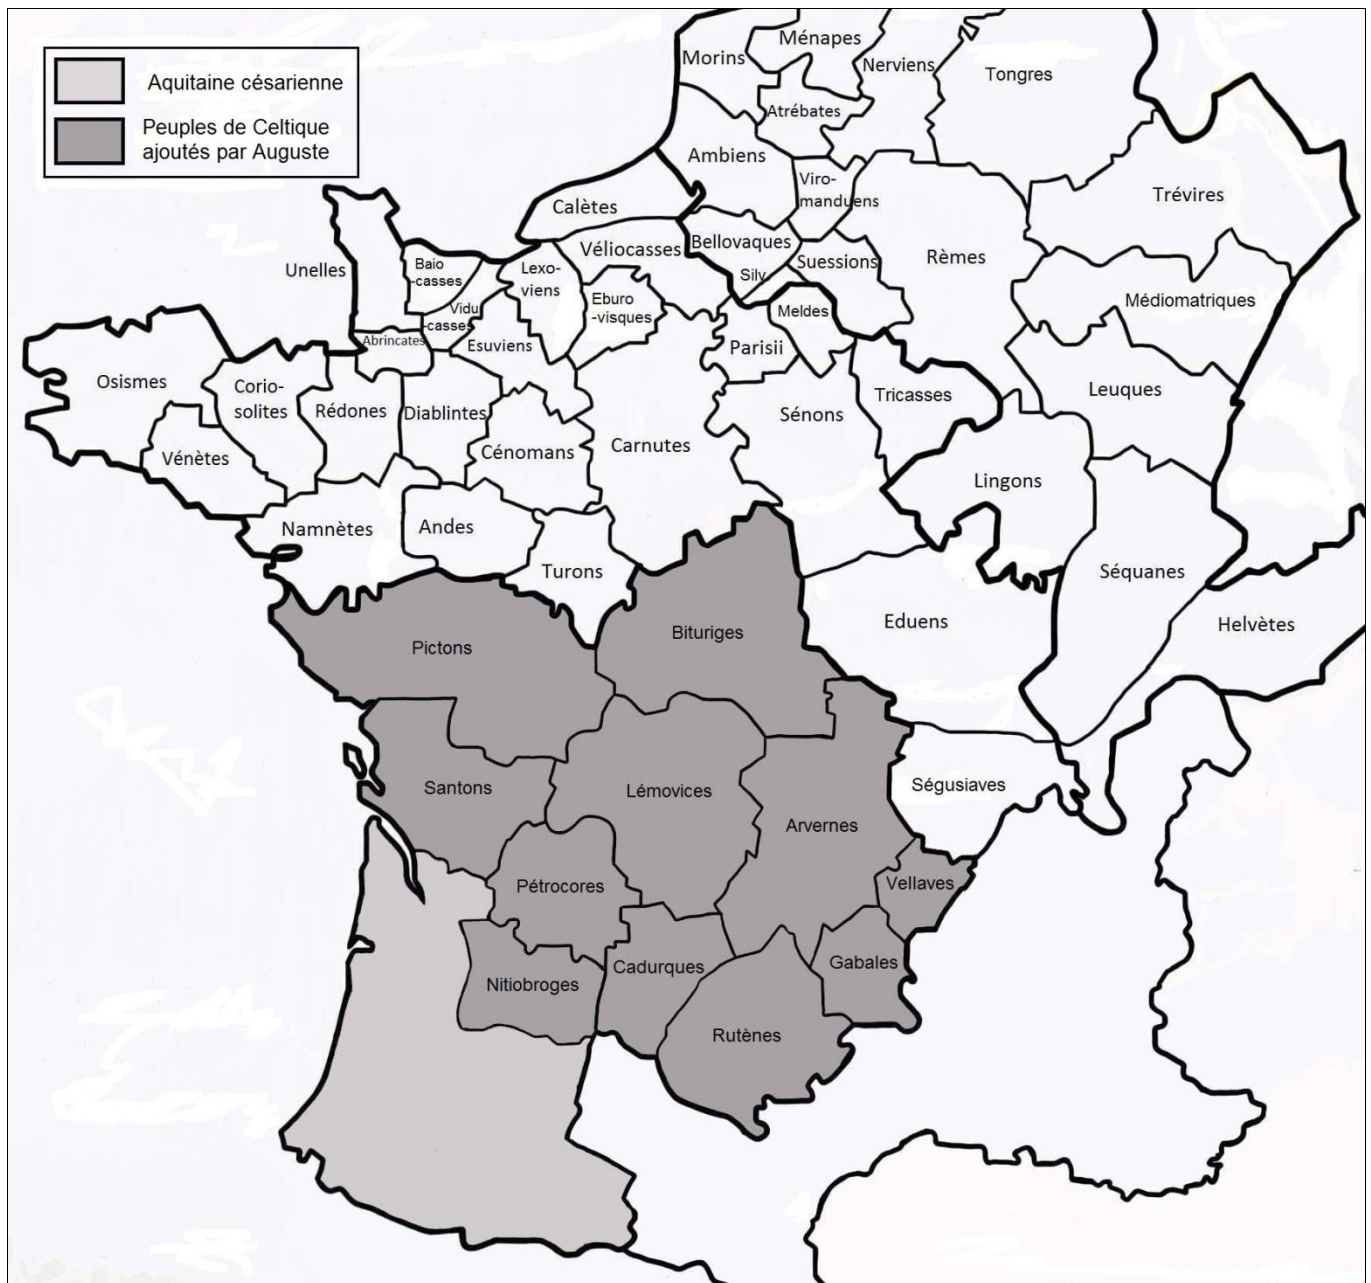 Aquitaine césarienne
Peuples de Celtique
ajoutés par Auguste
Ménapes
Morins
Nerviens
Tongres
Atrébates
Ambiens
Viro-
manduens
Trévires
Calètes
Bellovaques
Véliocasses
Suessions
Rèmes
Silv.
Unelles
Baio
-casses
Lexo-
viens
Eburo
-visques
Vidu
-casses
Meldes
Médiomatriques
Abrincates
Esuviens
Parisii
Osismes
Corio-
solites
Rédones
Diablintes
Tricasses
Leuques
Sénons
Vénètes
Cénomans
Carnutes
Lingons
Namnètes
Andes
Turons
Séquanes
Eduens
Helvètes
Pictons
Bituriges
Santons
Lémovices
Ségusiaves
Arvernes
Pétrocores
Vellaves
Nitiobroges
Cadurques
Gabales
Rutènes